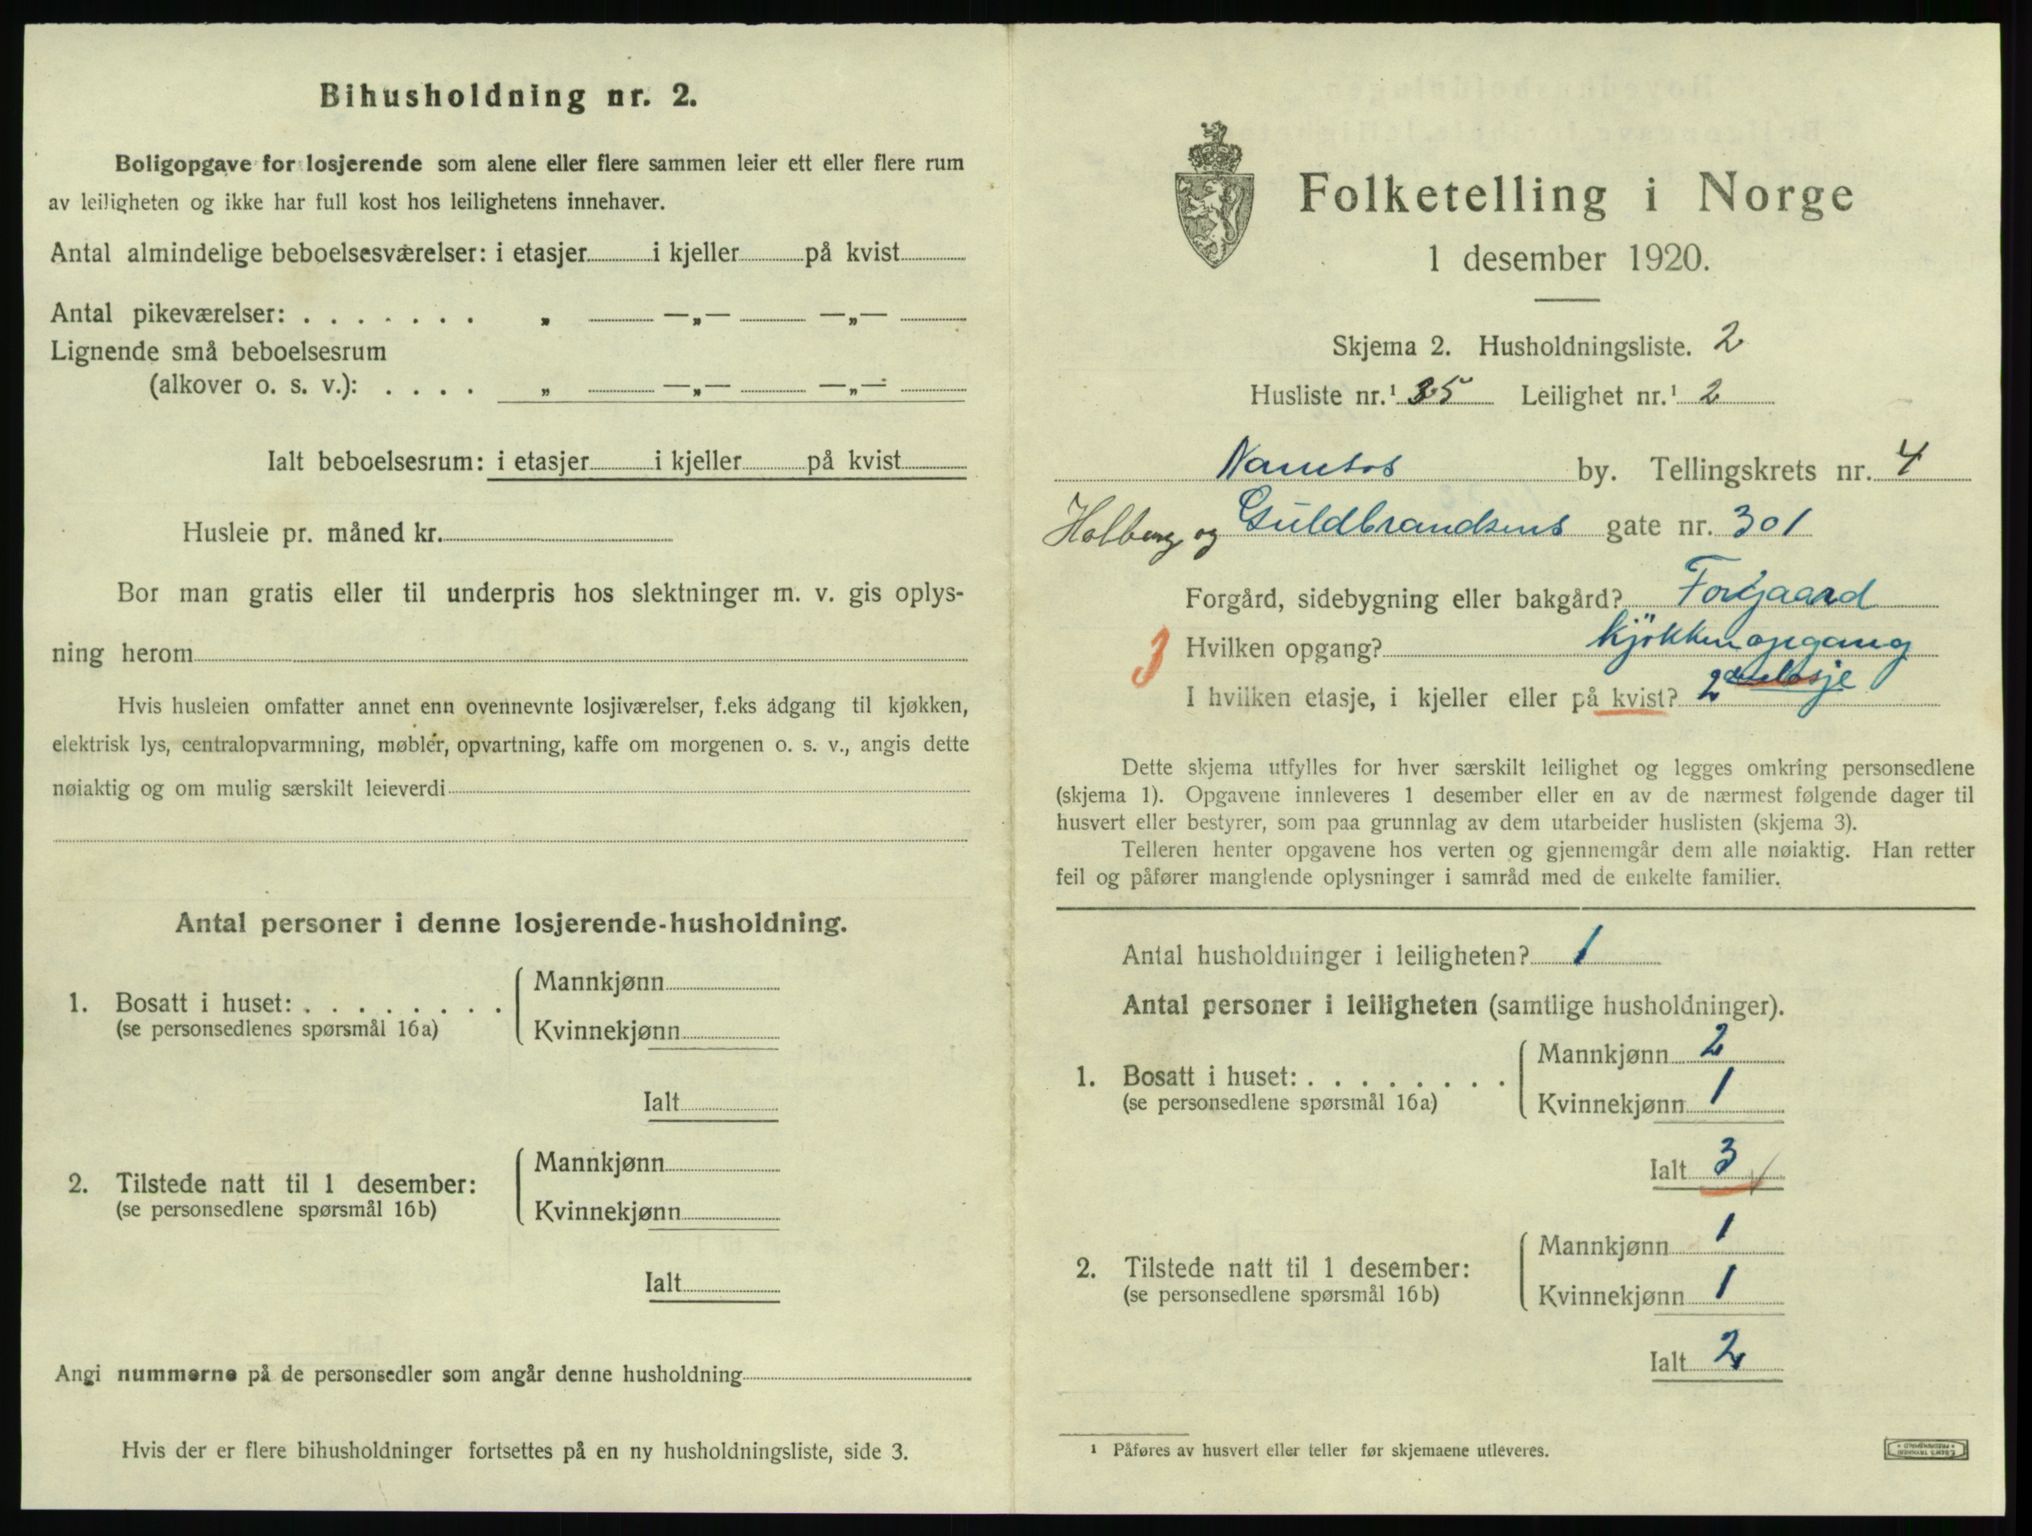 Bihusholdning nr. 2.
Boligopgave for losjerende som alene eller flere sammen leier ett eller flere rum
av leiligheten og ikke har full kost hos leilighetens innehaver.
Antal almindelige beboelsesværelser: i etasjer i kjeller på kvist
Antal pikeværelser: . . . . . . . „ —„— —„—
Lignende små beboelsesrum
(alkover o. s. v.): . . . . „ —„— —„—
Ialt beboelsesrum: i etasjer i kjeller på kvist
Husleie pr. måned kr.
Bor man gratis eller til underpris hos slektninger m. v. gis oplys-
ning herom
Hvis husleien omfatter annet enn ovennevnte losjiværelser, f.eks adgang til kjøkken,
elektrisk lys, centralopvarmning, møbler, opvartning, kaffe om morgenen o. s. v., angis dette
nøiaktig og om mulig særskilt leieverdi
Antal personer i denne losjerende-husholdning.
1. Bosatt i huset: . . . . . . . .
(se personsedlenes spørsmål 16a)
Mannkjønn
Kvinnekjønn
Ialt
2. Tilstede natt til 1 desember:
(se personsedlene spørsmål 16b)
Mannkjønn
Kvinnekjønn
Ialt
Angi nummerne på de personsedler som angår denne husholdning
Hvis der er flere bihusholdninger fortsettes på en ny husholdningsliste, side 3.
Folketelling i Norge
1 desember 1920.
Skjema 2. Husholdningsliste. 2
Husliste nr.¹ 35 Leilighet nr.¹ 2
Namsos by. Tellingskrets nr. 4
Holberg og Guldbrandsens gate nr. 301
Forgård, sidebygning eller bakgård? Forgaard
3 Hvilken opgang? Kjøkkenopgang
I hvilken etasje, i kjeller eller på kvist? 2
Dette skjema utfylles for hver særskilt leilighet og legges omkring personsedlene
(skjema 1). Opgavene innleveres 1 desember eller en av de nærmest følgende dager til
husvert eller bestyrer, som paa grunnlag av dem utarbeider huslisten (skjema 3).
Telleren henter opgavene hos verten og gjennemgår dem alle nøiaktig. Han retter
feil og påfører manglende oplysninger i samråd med de enkelte familier.
Antal husholdninger i leiligheten? 1
Antal personer i leiligheten (samtlige husholdninger).
1. Bosatt i huset: . . . . . . . .
(se personsedlene spørsmål 16a)
Mannkjønn 2
Kvinnekjønn 1
Ialt 3
2. Tilstede natt til 1 desember:
(se personsedlene spørsmål 16b)
Mannkjønn 1
Kvinnekjønn 1
Ialt 2
¹ Påføres av husvert eller teller før skjemaene utleveres.